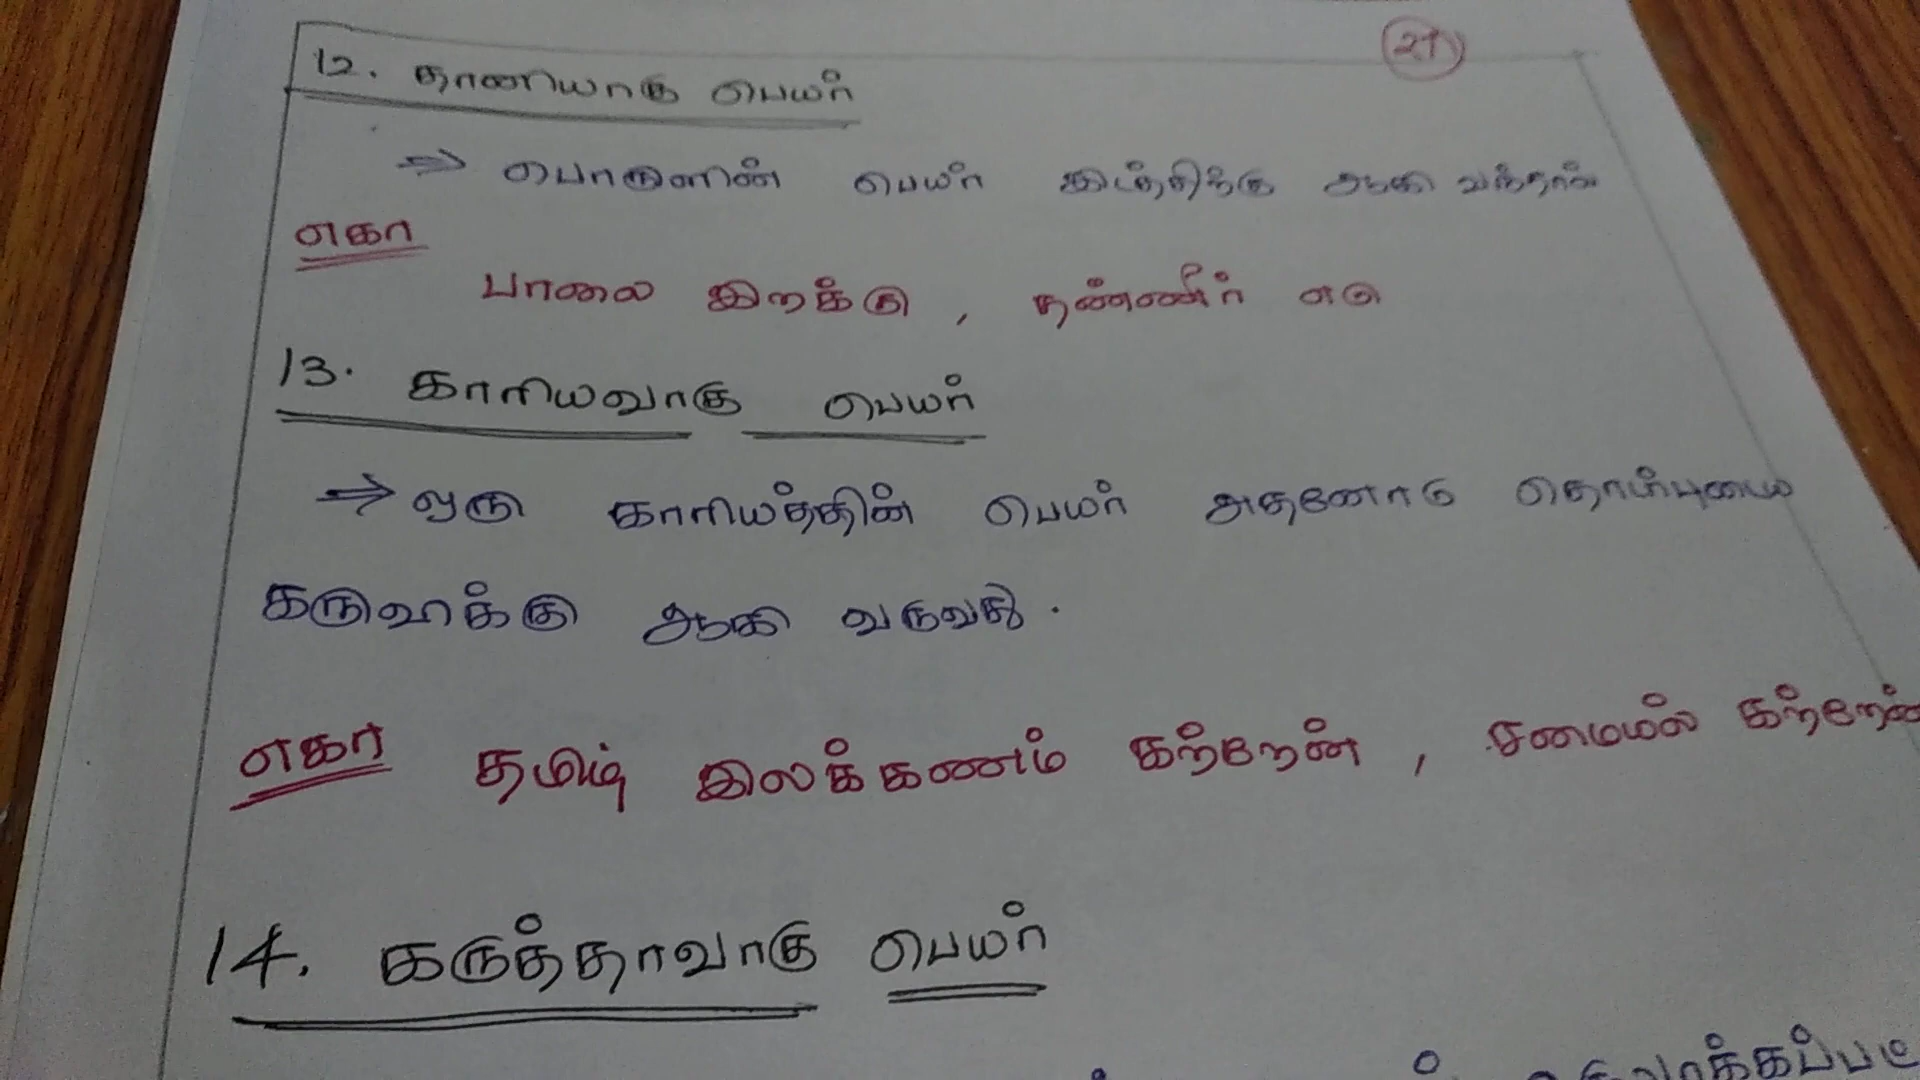 21
12. தானியாகு பெயர்
⇒ பொருளின் பெயர் இடத்திற்கு ஆகி வந்தால்
எகா
பாலை இறக்கு , தண்ணீர் எடு
13. காரியவாகு பெயர்
⇒ ஒரு காரியத்தின் பெயர் அதனோடு தொடர்புடைய
கருவிக்கு ஆகி வருவது .
எகா தமிழ் இலக்கணம் கற்றேன் , சமையல் கற்றேன்
14. கருத்தாவாகு பெயர்